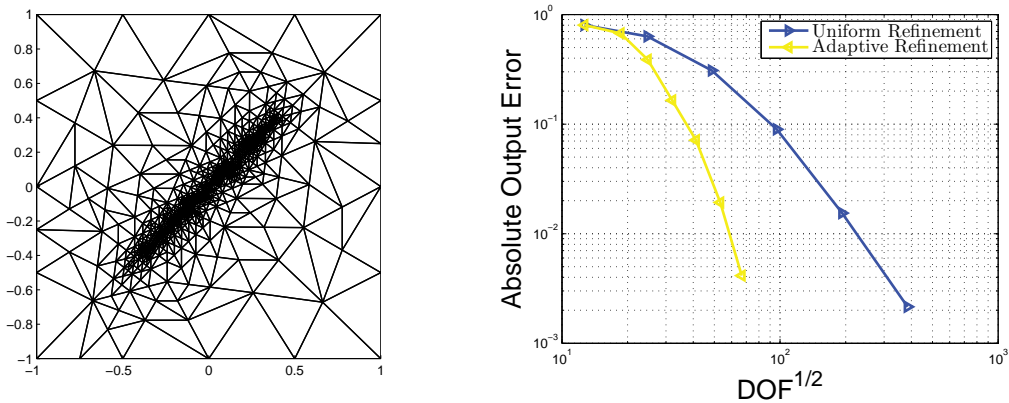 1
0.8
0.6
0.4
0.2
0
−0.2
−0.4
−0.6
−0.8
−1
−1 −0.5 0 0.5 1
Absolute Output Error
10^0
10^−1
10^−2
10^−3
Uniform Refinement
Adaptive Refinement
10^1 10^2 10^3
DOF^1/2